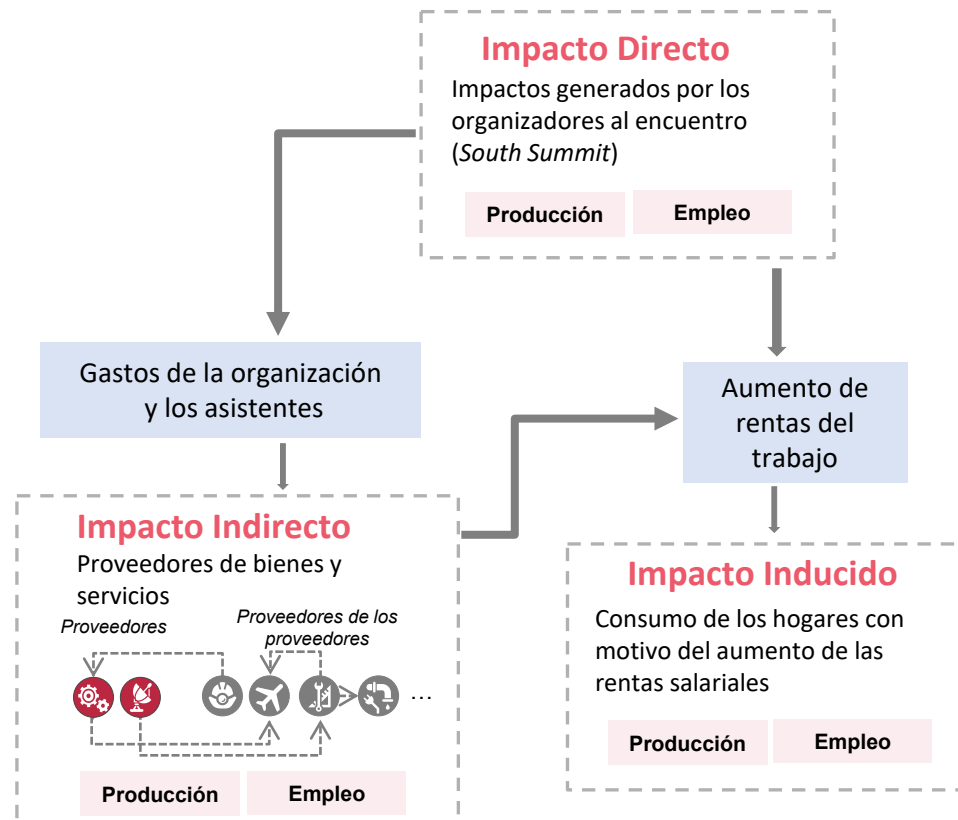 Impacto Directo
Impactos generados por los
organizadores al encuentro
(South Summit)
Producción
Empleo
Gastos de la organización
y los asistentes
Aumento de
rentas del
trabajo
Impacto Indirecto
Proveedores de bienes y
servicios
Proveedores
Proveedores de los
proveedores
...
Producción
Empleo
Impacto Inducido
Consumo de los hogares con
motivo del aumento de las
rentas salariales
Producción
Empleo